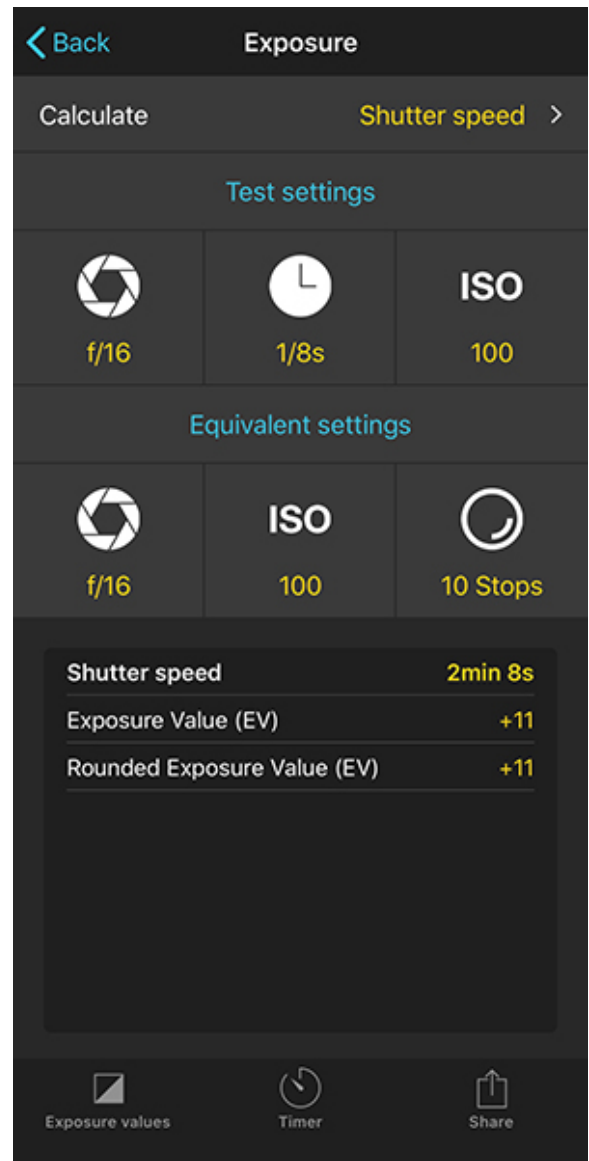 Back Exposure
Calculate Shutter speed
Test settings
ISO
f/16 1/8s 100
Equivalent settings
ISO
f/16 100 10 Stops
Shutter speed 2min 8s
Exposure Value (EV) +11
Rounded Exposure Value (EV) +11
Exposure values Timer Share